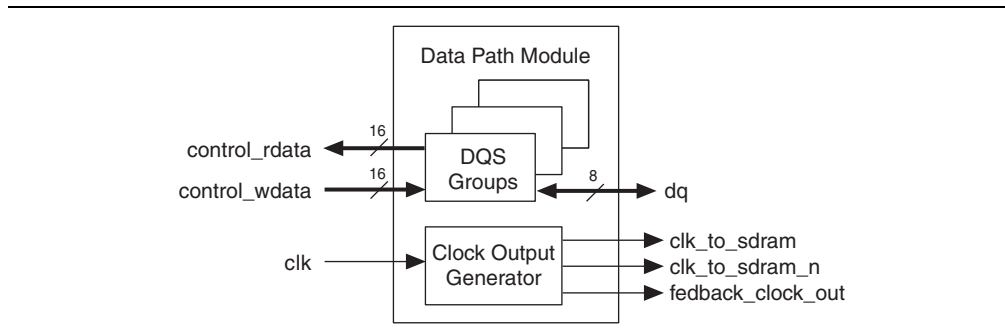 Data Path Module
16
control_rdata
DQS
Groups
16
control_wdata
8
dq
clk
Clock Output
Generator
clk_to_sdram
clk_to_sdram_n
fedback_clock_out